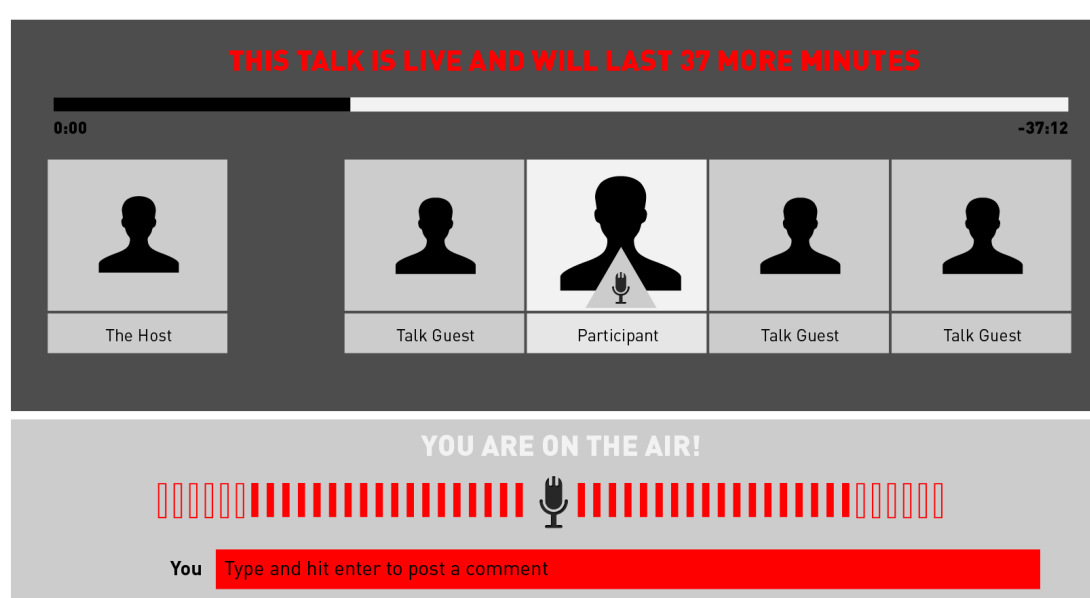 THIS TALK IS LIVE AND WILL LAST 37 MORE MINUTES
0:00 -37:12
The Host Talk Guest Participant Talk Guest Talk Guest
YOU ARE ON THE AIR!
You Type and hit enter to post a comment